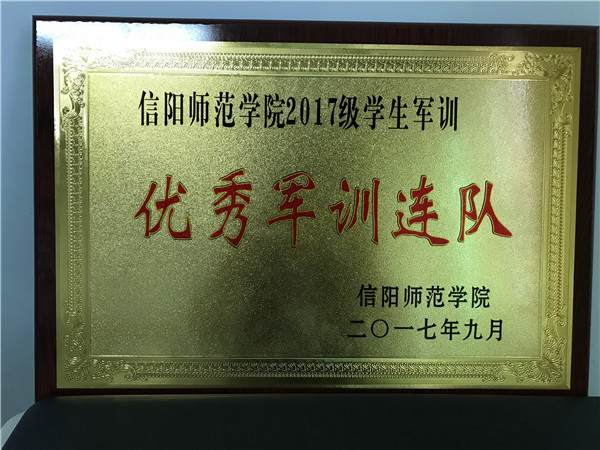 信阳师范学院2017级学生军训
优秀军训连队
信阳师范学院
二〇一七年九月